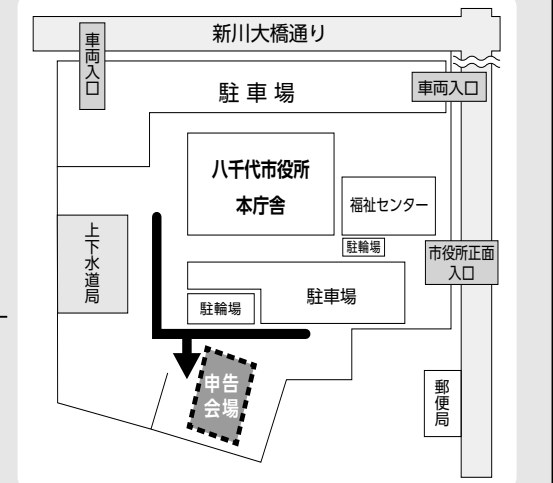 新川大橋通り
車両入口
駐車場
車両入口
八千代市役所
本庁舎
福祉センター
駐輪場
市役所正面
入口
上下水道局
駐車場
駐輪場
申告
会場
郵便局